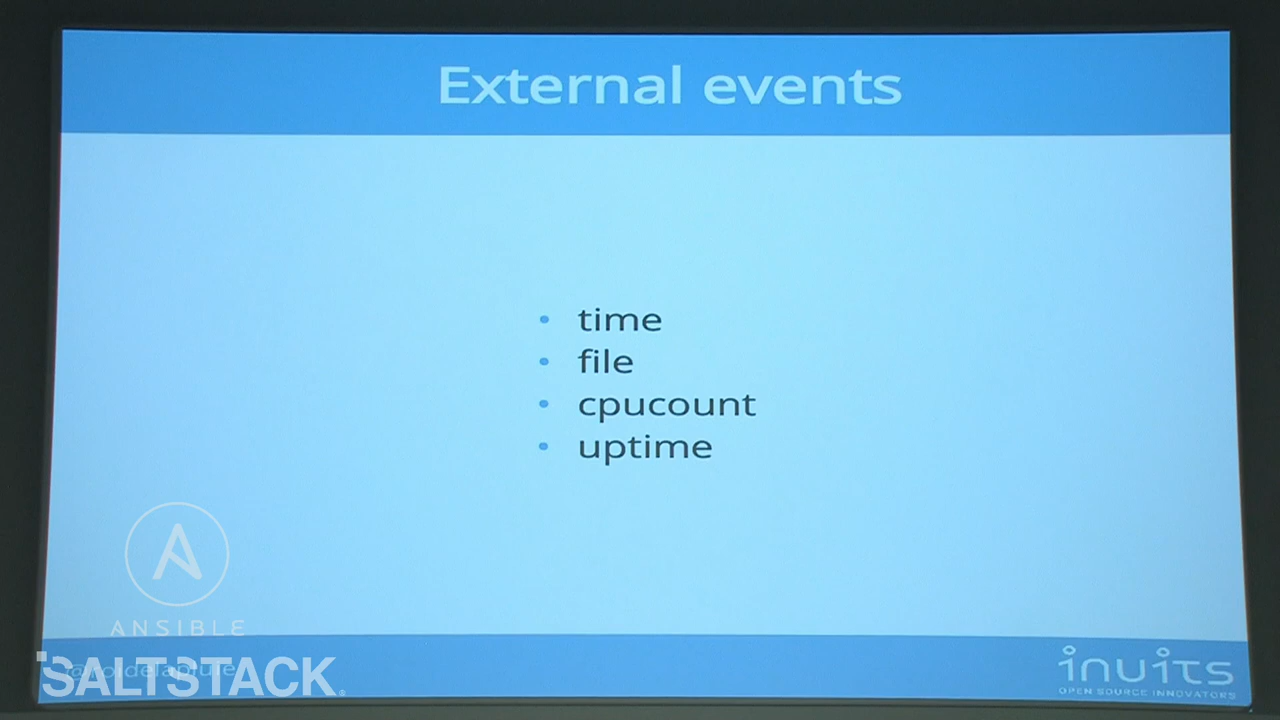 External events
• time
• file
• cpucount
• uptime
ANSIBLE
SALTSTACK
inuits
OPEN SOURCE INNOVATORS